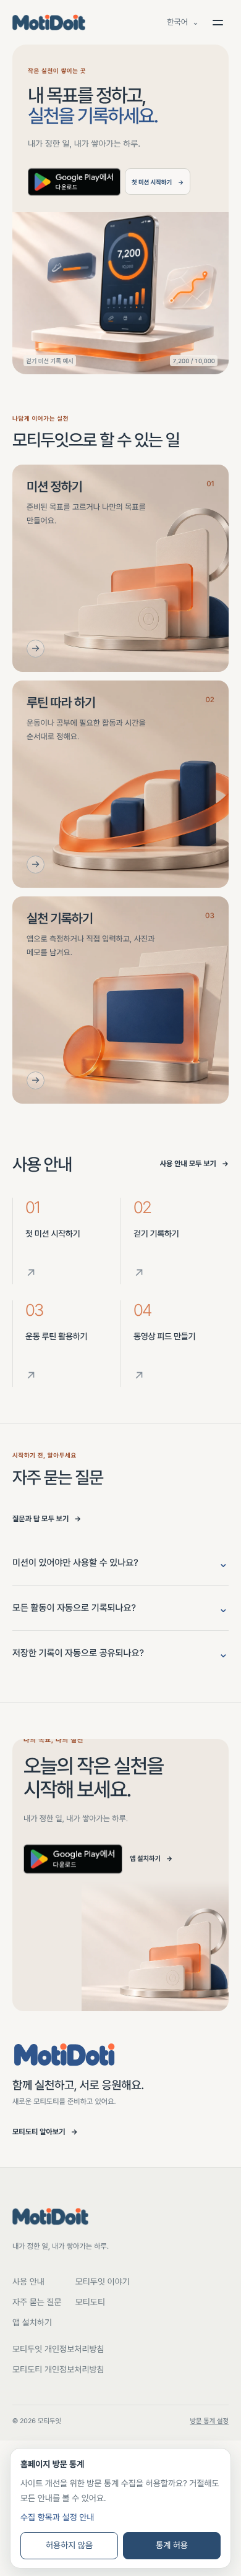 MotiDoit
한국어
작은 실천이 쌓이는 곳
내 목표를 정하고,
실천을 기록하세요.
내가 정한 일, 내가 쌓아가는 하루.
Google Play에서
다운로드
첫 미션 시작하기 →
7,200
걷기 미션 기록 예시
7,200 / 10,000
나답게 이어가는 실천
모티두잇으로 할 수 있는 일
미션 정하기
01
준비된 목표를 고르거나 나만의 목표를
만들어요.
→
루틴 따라 하기
02
운동이나 공부에 필요한 활동과 시간을
순서대로 정해요.
→
실천 기록하기
03
앱으로 측정하거나 직접 입력하고, 사진과
메모를 남겨요.
→
사용 안내
사용 안내 모두 보기 →
01
첫 미션 시작하기
↗
02
걷기 기록하기
↗
03
운동 루틴 활용하기
↗
04
동영상 피드 만들기
↗
시작하기 전, 알아두세요
자주 묻는 질문
질문과 답 모두 보기 →
미션이 있어야만 사용할 수 있나요?
모든 활동이 자동으로 기록되나요?
저장한 기록이 자동으로 공유되나요?
나의 목표, 나의 실천
오늘의 작은 실천을
시작해 보세요.
내가 정한 일, 내가 쌓아가는 하루.
Google Play에서
다운로드
앱 설치하기 →
MotiDoti
함께 실천하고, 서로 응원해요.
새로운 모티도티를 준비하고 있어요.
모티도티 알아보기 →
MotiDoit
내가 정한 일, 내가 쌓아가는 하루.
사용 안내
모티두잇 이야기
자주 묻는 질문
모티도티
앱 설치하기
모티두잇 개인정보처리방침
모티도티 개인정보처리방침
© 2026 모티두잇
방문 통계 설정
홈페이지 방문 통계
사이트 개선을 위한 방문 통계 수집을 허용할까요? 거절해도
모든 안내를 볼 수 있어요.
수집 항목과 설정 안내
허용하지 않음
통계 허용